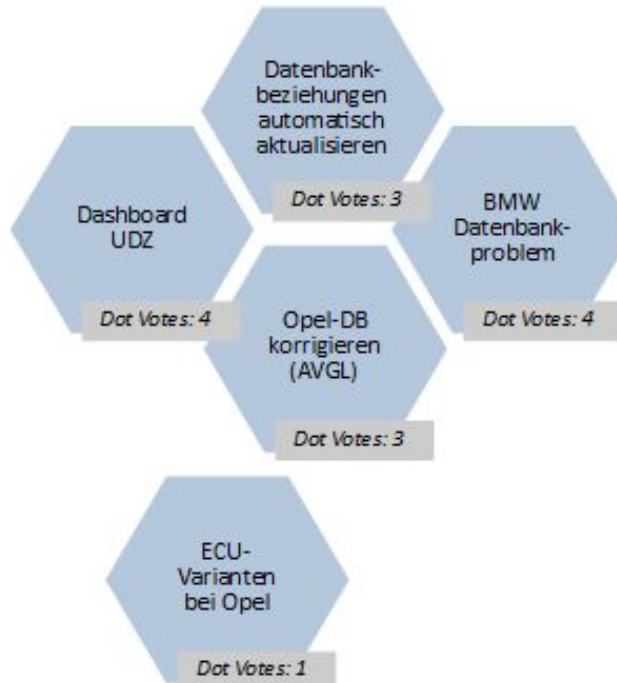 Datenbank-
beziehungen
automatisch
aktualisieren
Dot Votes: 3
Dashboard
UDZ
Dot Votes: 4
BMW
Datenbank-
problem
Dot Votes: 4
Opel-DB
korrigieren
(AVGL)
Dot Votes: 3
ECU-
Varianten
bei Opel
Dot Votes: 1